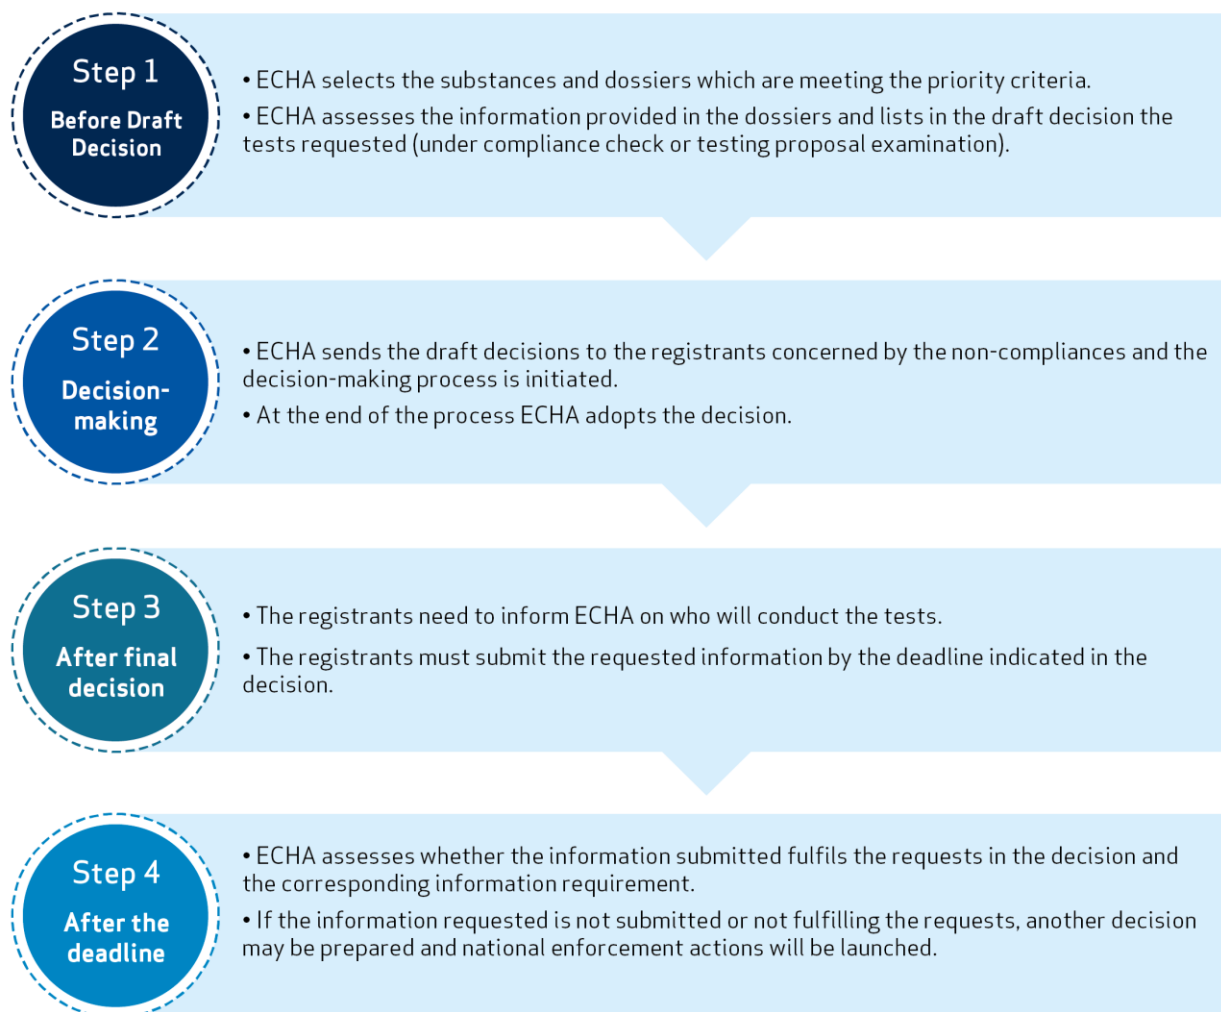 Step 1
Before Draft
Decision
• ECHA selects the substances and dossiers which are meeting the priority criteria.
• ECHA assesses the information provided in the dossiers and lists in the draft decision the
tests requested (under compliance check or testing proposal examination).
Step 2
Decision-
making
• ECHA sends the draft decisions to the registrants concerned by the non-compliances and the
decision-making process is initiated.
• At the end of the process ECHA adopts the decision.
Step 3
After final
decision
• The registrants need to inform ECHA on who will conduct the tests.
• The registrants must submit the requested information by the deadline indicated in the
decision.
Step 4
After the
deadline
• ECHA assesses whether the information submitted fulfils the requests in the decision and
the corresponding information requirement.
• If the information requested is not submitted or not fulfilling the requests, another decision
may be prepared and national enforcement actions will be launched.